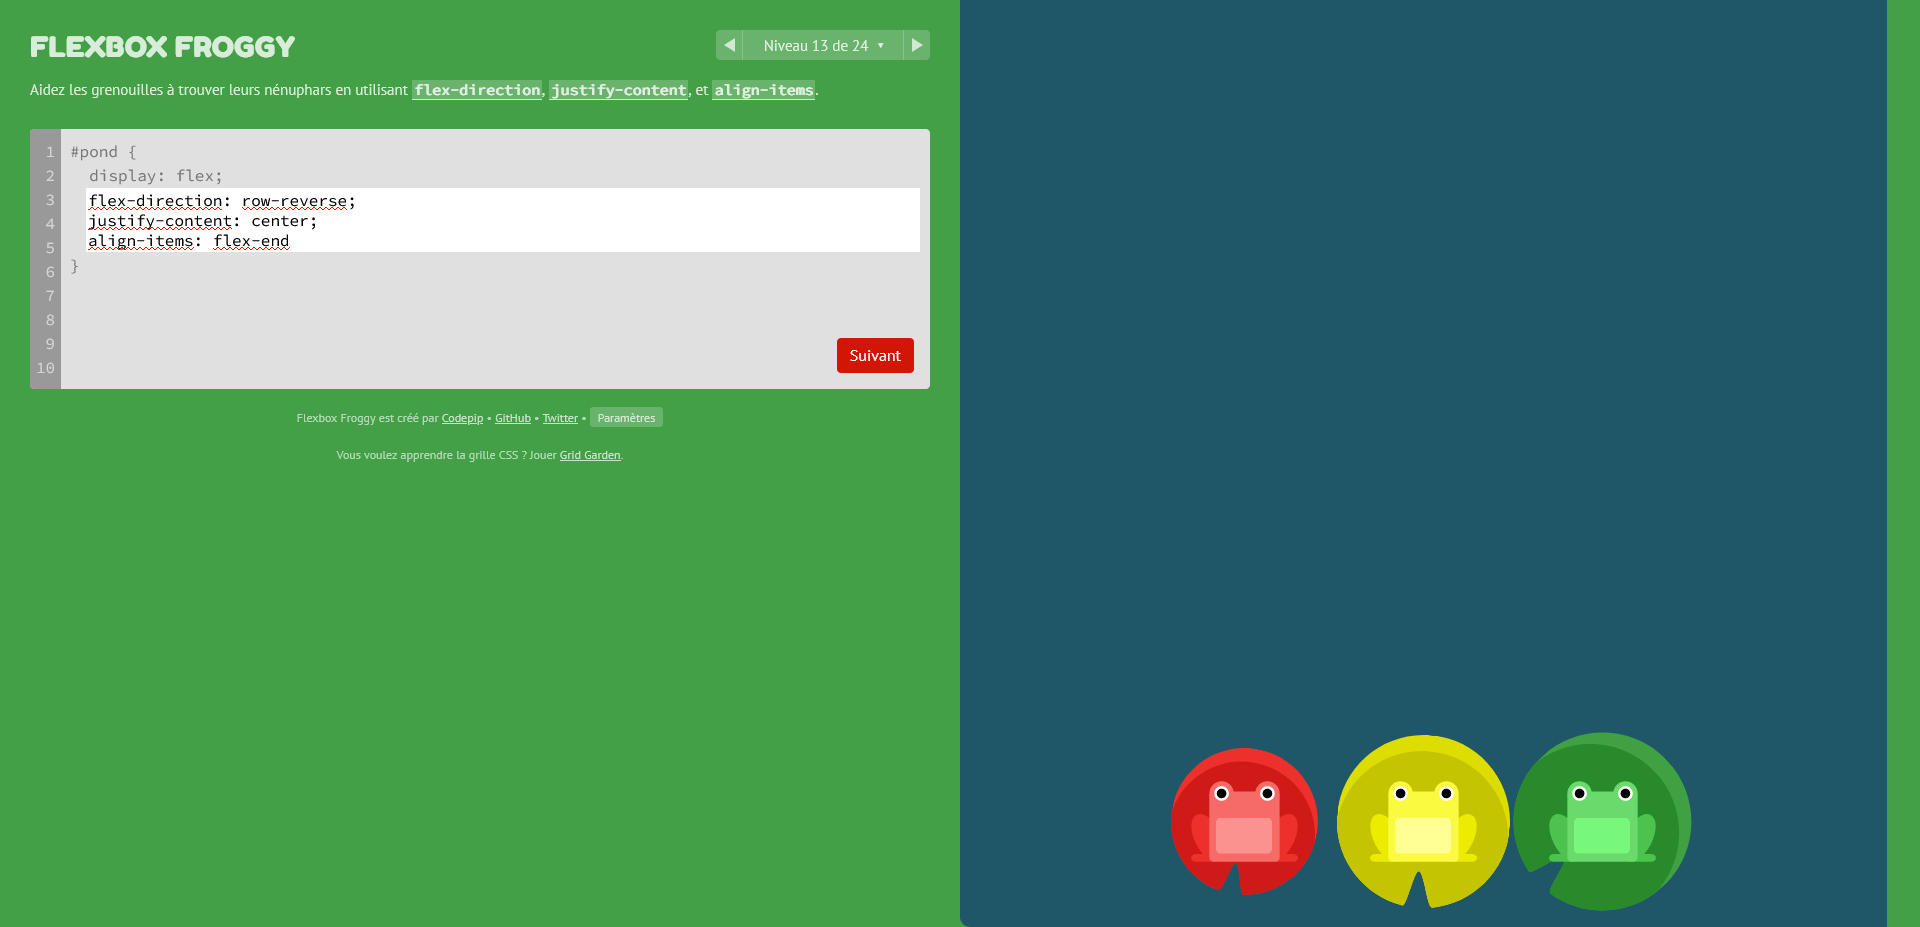 FLEXBOX FROGGY
Niveau 13 de 24 ▾
Aidez les grenouilles à trouver leurs nénuphars en utilisant flex-direction, justify-content, et align-items.
1 #pond {
2 display: flex;
3 flex-direction: row-reverse;
4 justify-content: center;
5 align-items: flex-end
6 }
7
8
9
10
Suivant
Flexbox Froggy est créé par Codepip • GitHub • Twitter • Paramètres
Vous voulez apprendre la grille CSS ? Jouer Grid Garden.